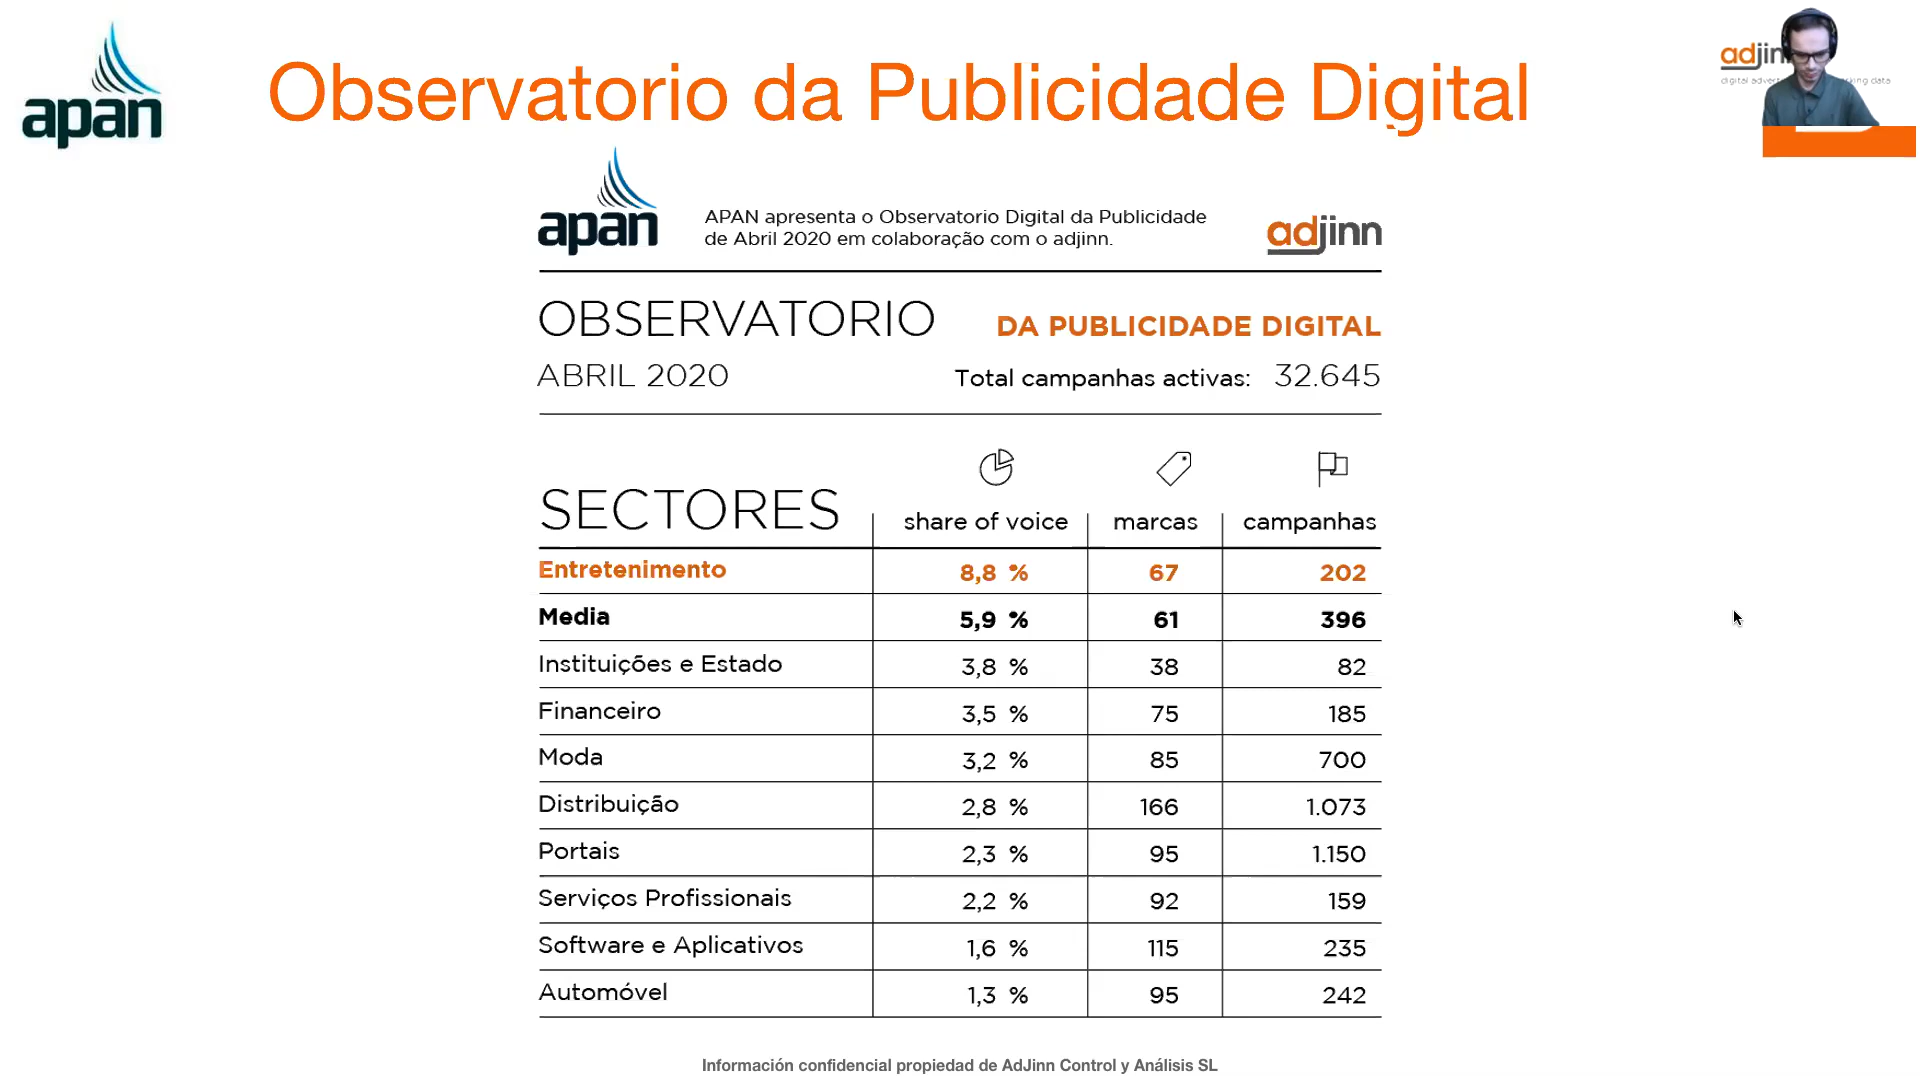 apan
Observatorio da Publicidade Digital
apan
APAN apresenta o Observatorio Digital da Publicidade
de Abril 2020 em colaboração com o adjinn.
adjinn
OBSERVATORIO DA PUBLICIDADE DIGITAL
ABRIL 2020 Total campanhas activas: 32.645
SECTORES share of voice marcas campanhas
Entretenimento 8,8 % 67 202
Media 5,9 % 61 396
Instituições e Estado 3,8 % 38 82
Financeiro 3,5 % 75 185
Moda 3,2 % 85 700
Distribuição 2,8 % 166 1.073
Portais 2,3 % 95 1.150
Serviços Profissionais 2,2 % 92 159
Software e Aplicativos 1,6 % 115 235
Automóvel 1,3 % 95 242
Información confidencial propiedad de AdJinn Control y Análisis SL